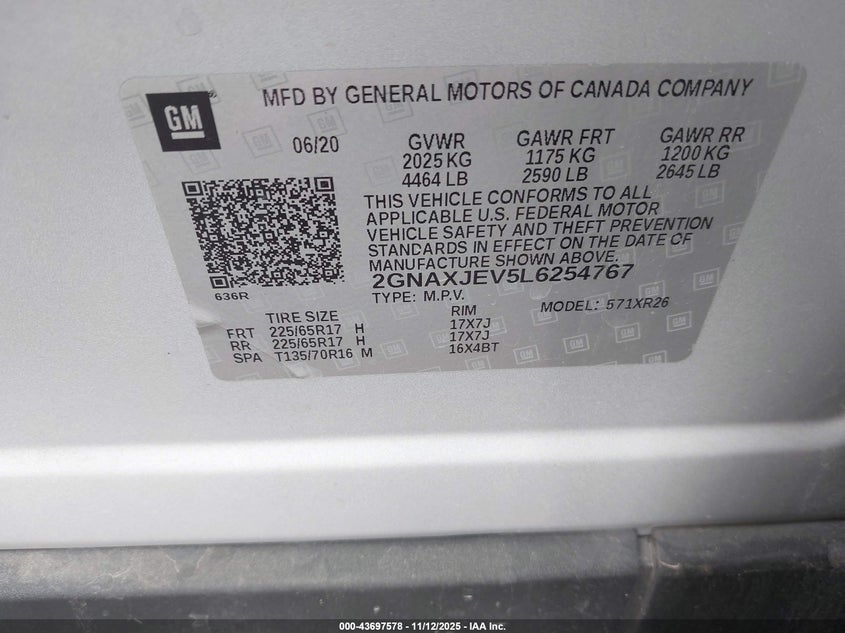 GM
MFD BY GENERAL MOTORS OF CANADA COMPANY
06/20 GVWR GAWR FRT GAWR RR
2025 KG 1175 KG 1200 KG
4464 LB 2590 LB 2645 LB
THIS VEHICLE CONFORMS TO ALL
APPLICABLE U.S. FEDERAL MOTOR
VEHICLE SAFETY AND THEFT PREVENTION
STANDARDS IN EFFECT ON THE DATE OF
MANUFACTURE SHOWN ABOVE.
2GNAXJEV5L6254767
636R
TYPE: M.P.V. MODEL: 571XR26
TIRE SIZE RIM
FRT 225/65R17 H 17X7J
RR 225/65R17 H 17X7J
SPA T135/70R16 M 16X4BT
000-43697578 — 11/12/2025 — IAA Inc.